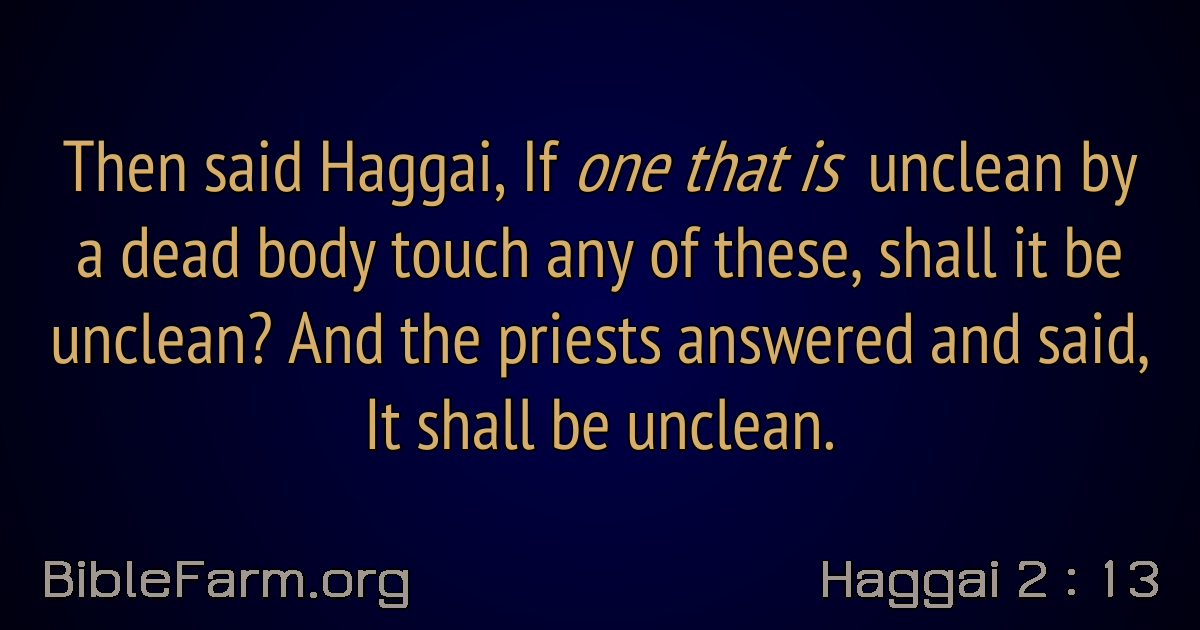 Then said Haggai, If one that is unclean by
a dead body touch any of these, shall it be
unclean? And the priests answered and said,
It shall be unclean.
BibleFarm.org
Haggai 2 : 13